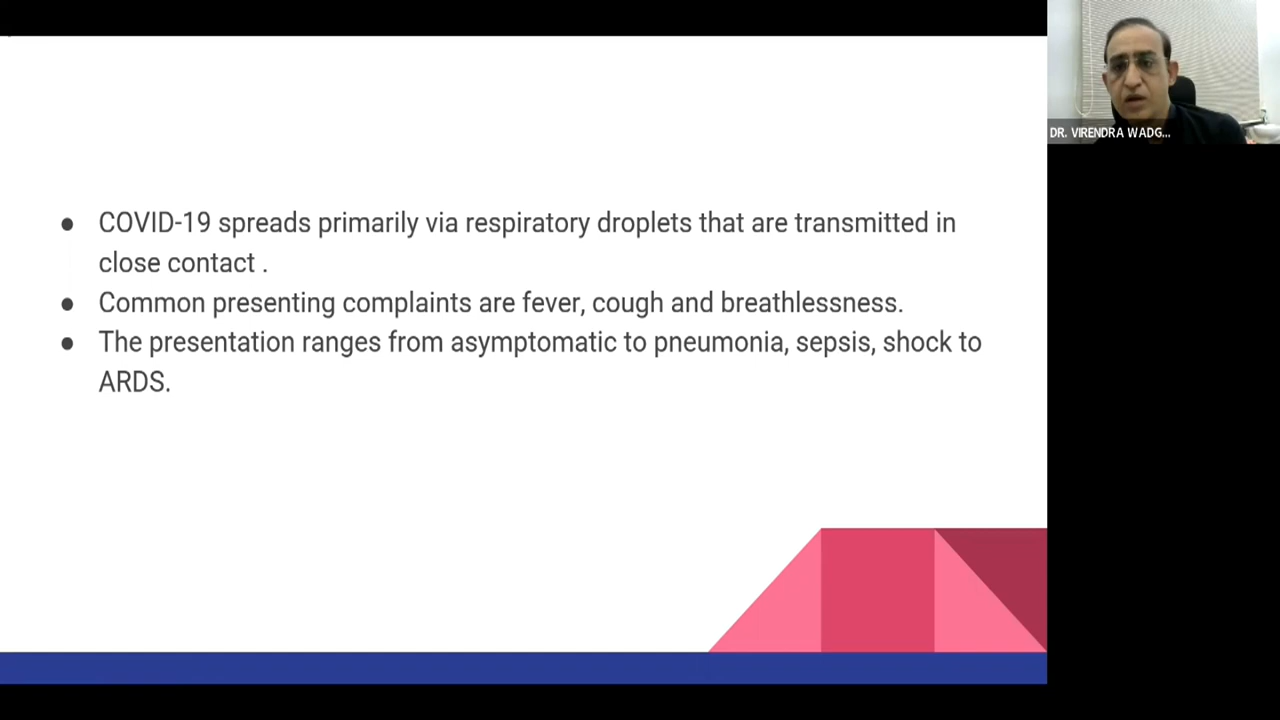 ● COVID-19 spreads primarily via respiratory droplets that are transmitted in
close contact .
● Common presenting complaints are fever, cough and breathlessness.
● The presentation ranges from asymptomatic to pneumonia, sepsis, shock to
ARDS.
DR. VIRENDRA WADG...